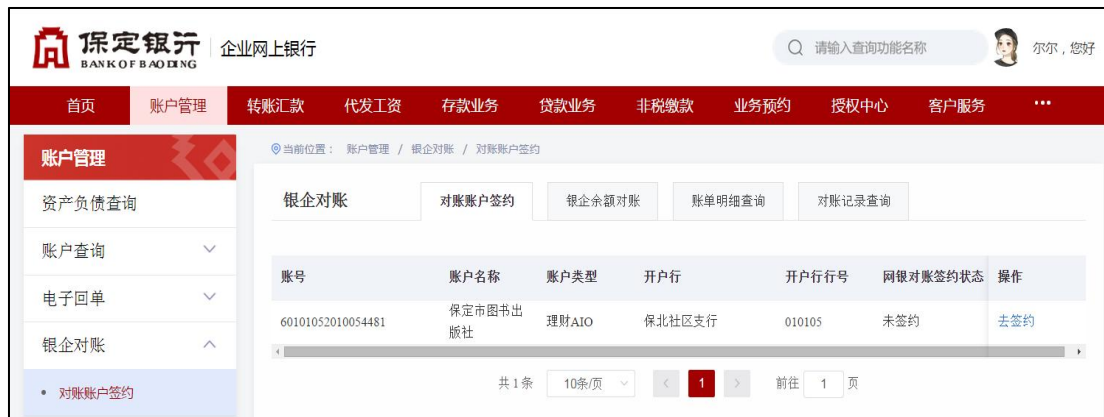 保定银行 企业网上银行
BANK OF BAODING
请输入查询功能名称
尔尔，您好
首页 账户管理 转账汇款 代发工资 存款业务 贷款业务 非税缴款 业务预约 授权中心 客户服务 •••
账户管理
当前位置： 账户管理 / 银企对账 / 对账账户签约
资产负债查询
银企对账 对账账户签约 银企余额对账 账单明细查询 对账记录查询
账户查询
账号 账户名称 账户类型 开户行 开户行行号 网银对账签约状态 操作
电子回单
60101052010054481 保定市图书出 理财AIO 保北社区支行 010105 未签约 去签约
版社
银企对账
共1条 10条/页 < 1 > 前往 1 页
• 对账账户签约